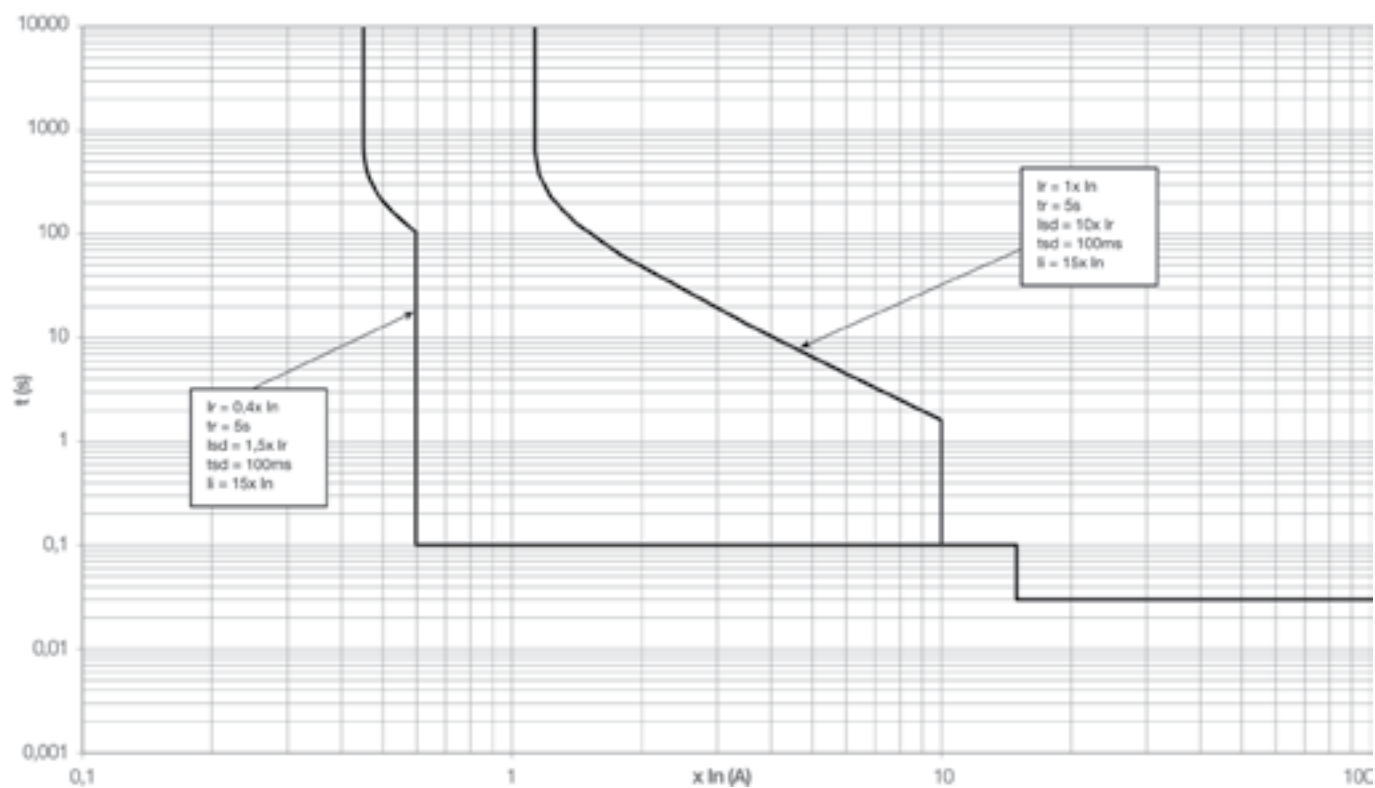 10000
1000
100
10
1
0,1
0,01
0,001
t (s)
0,1
1
x In (A)
10
100
Ir = 0,4x In
tr = 5s
Isd = 1,5x Ir
tsd = 100ms
Ii = 15x In
Ir = 1x In
tr = 5s
Isd = 10x Ir
tsd = 100ms
Ii = 15x In